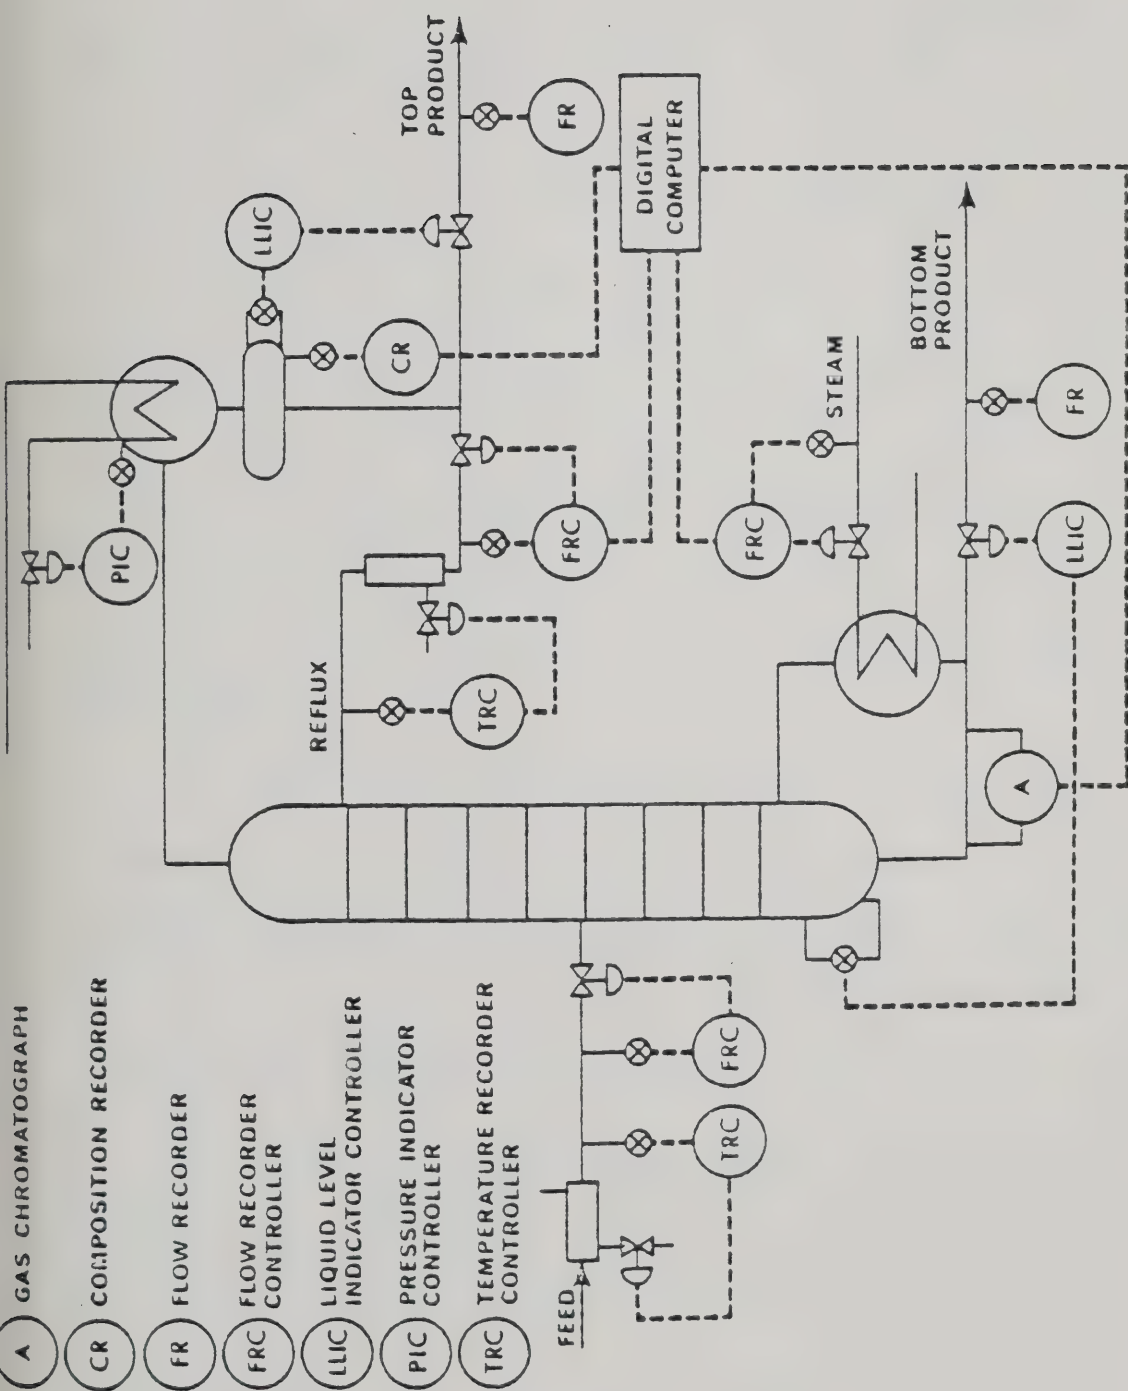 A GAS CHROMATOGRAPH
CR COMPOSITION RECORDER
FR FLOW RECORDER
FRC FLOW RECORDER
CONTROLLER
LLIC LIQUID LEVEL
INDICATOR CONTROLLER
PIC PRESSURE INDICATOR
CONTROLLER
TRC TEMPERATURE RECORDER
CONTROLLER
FEED
TRC
FRC
REFLUX
TRC
PIC
FRC
CR
LLIC
TOP
PRODUCT
FR
DIGITAL
COMPUTER
FRC
STEAM
A
LLIC
BOTTOM
PRODUCT
FR